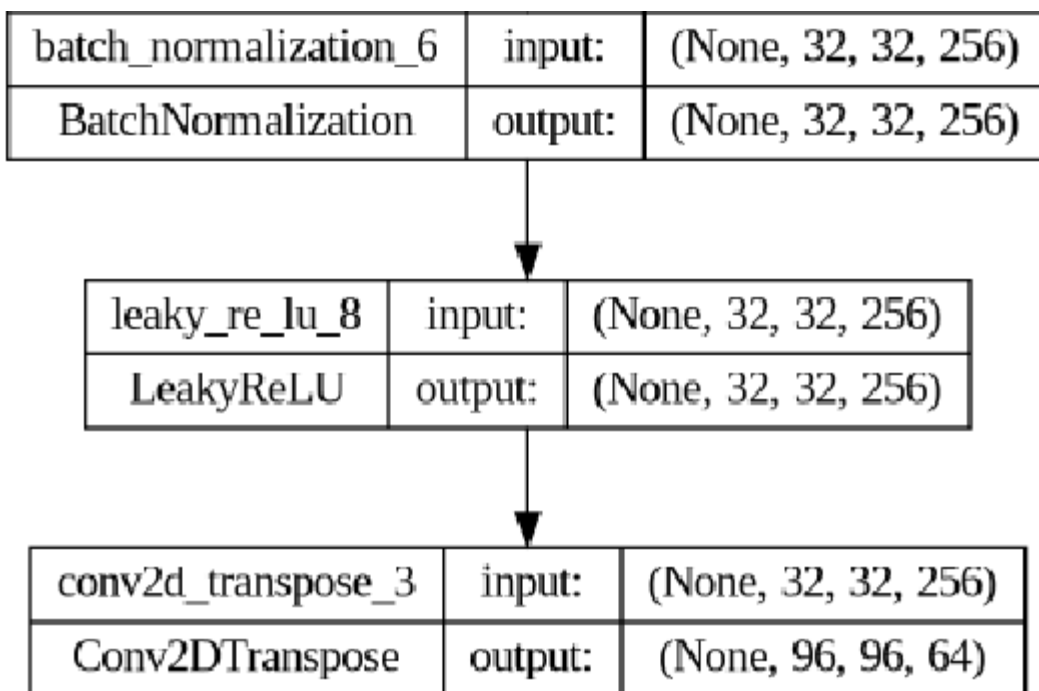 batch_normalization_6 input: (None, 32, 32, 256)
BatchNormalization output: (None, 32, 32, 256)
leaky_re_lu_8 input: (None, 32, 32, 256)
LeakyReLU output: (None, 32, 32, 256)
conv2d_transpose_3 input: (None, 32, 32, 256)
Conv2DTranspose output: (None, 96, 96, 64)